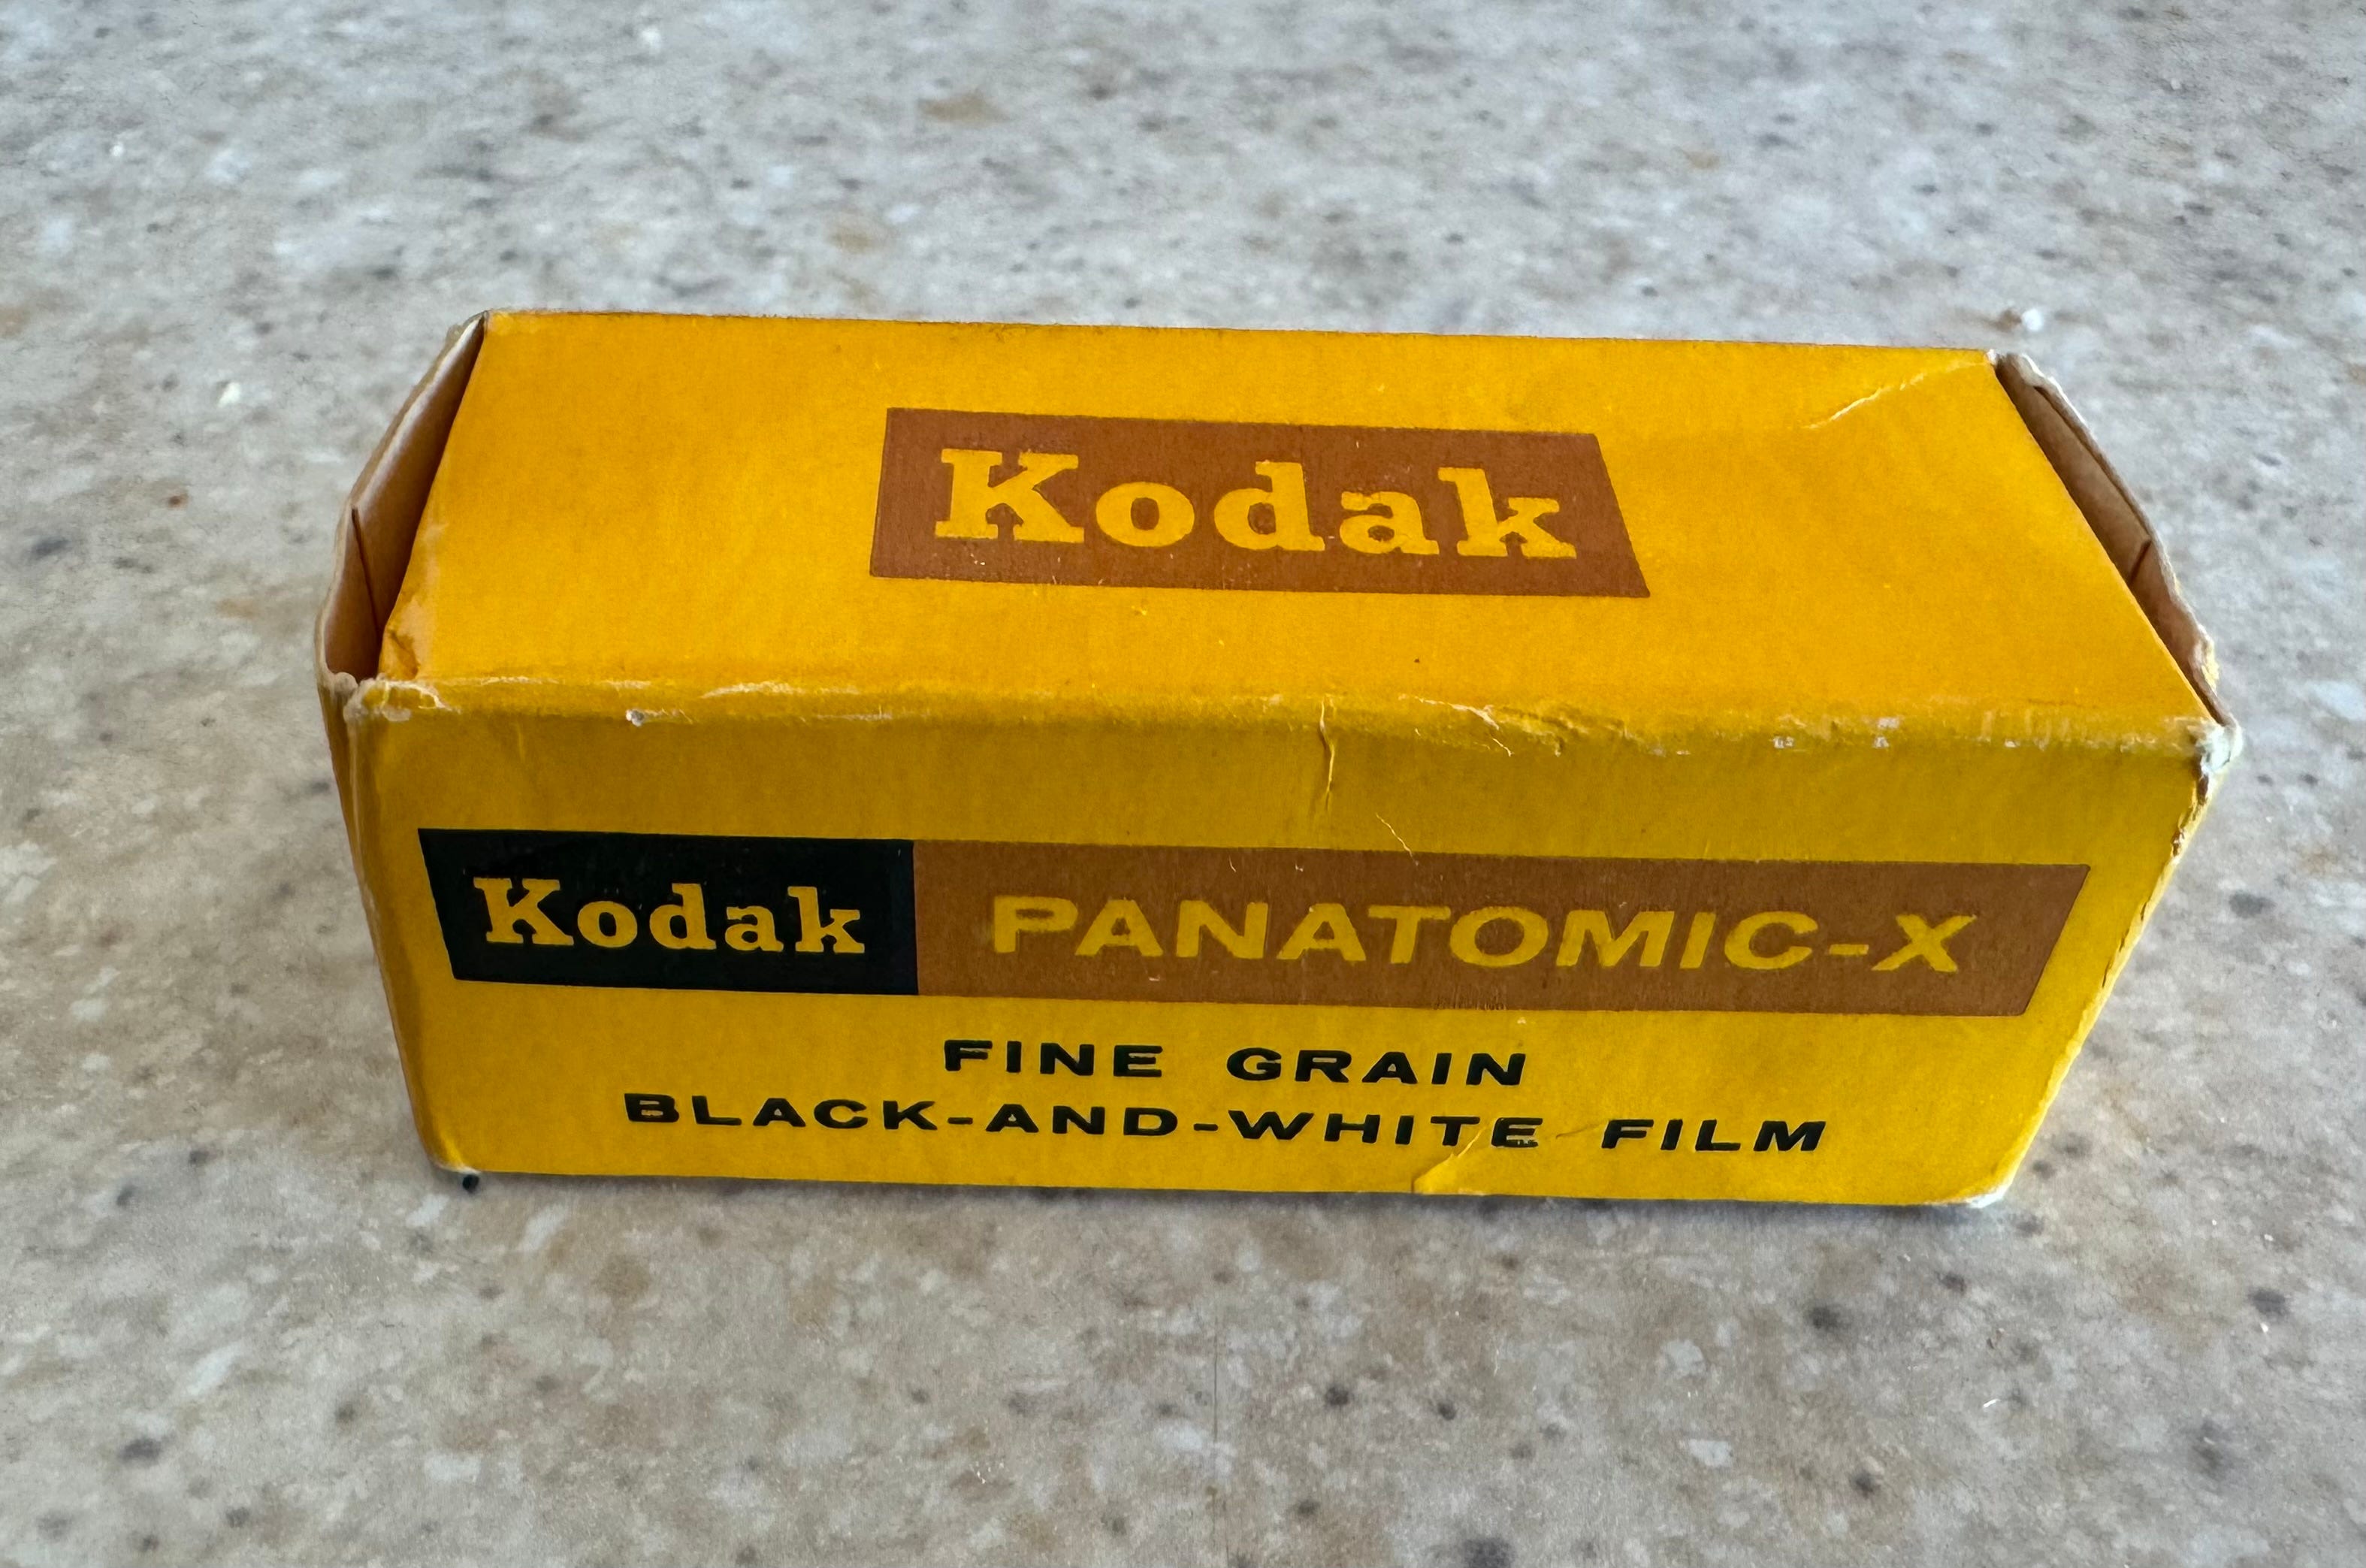 Kodak
Kodak PANATOMIC-X
FINE GRAIN
BLACK-AND-WHITE FILM